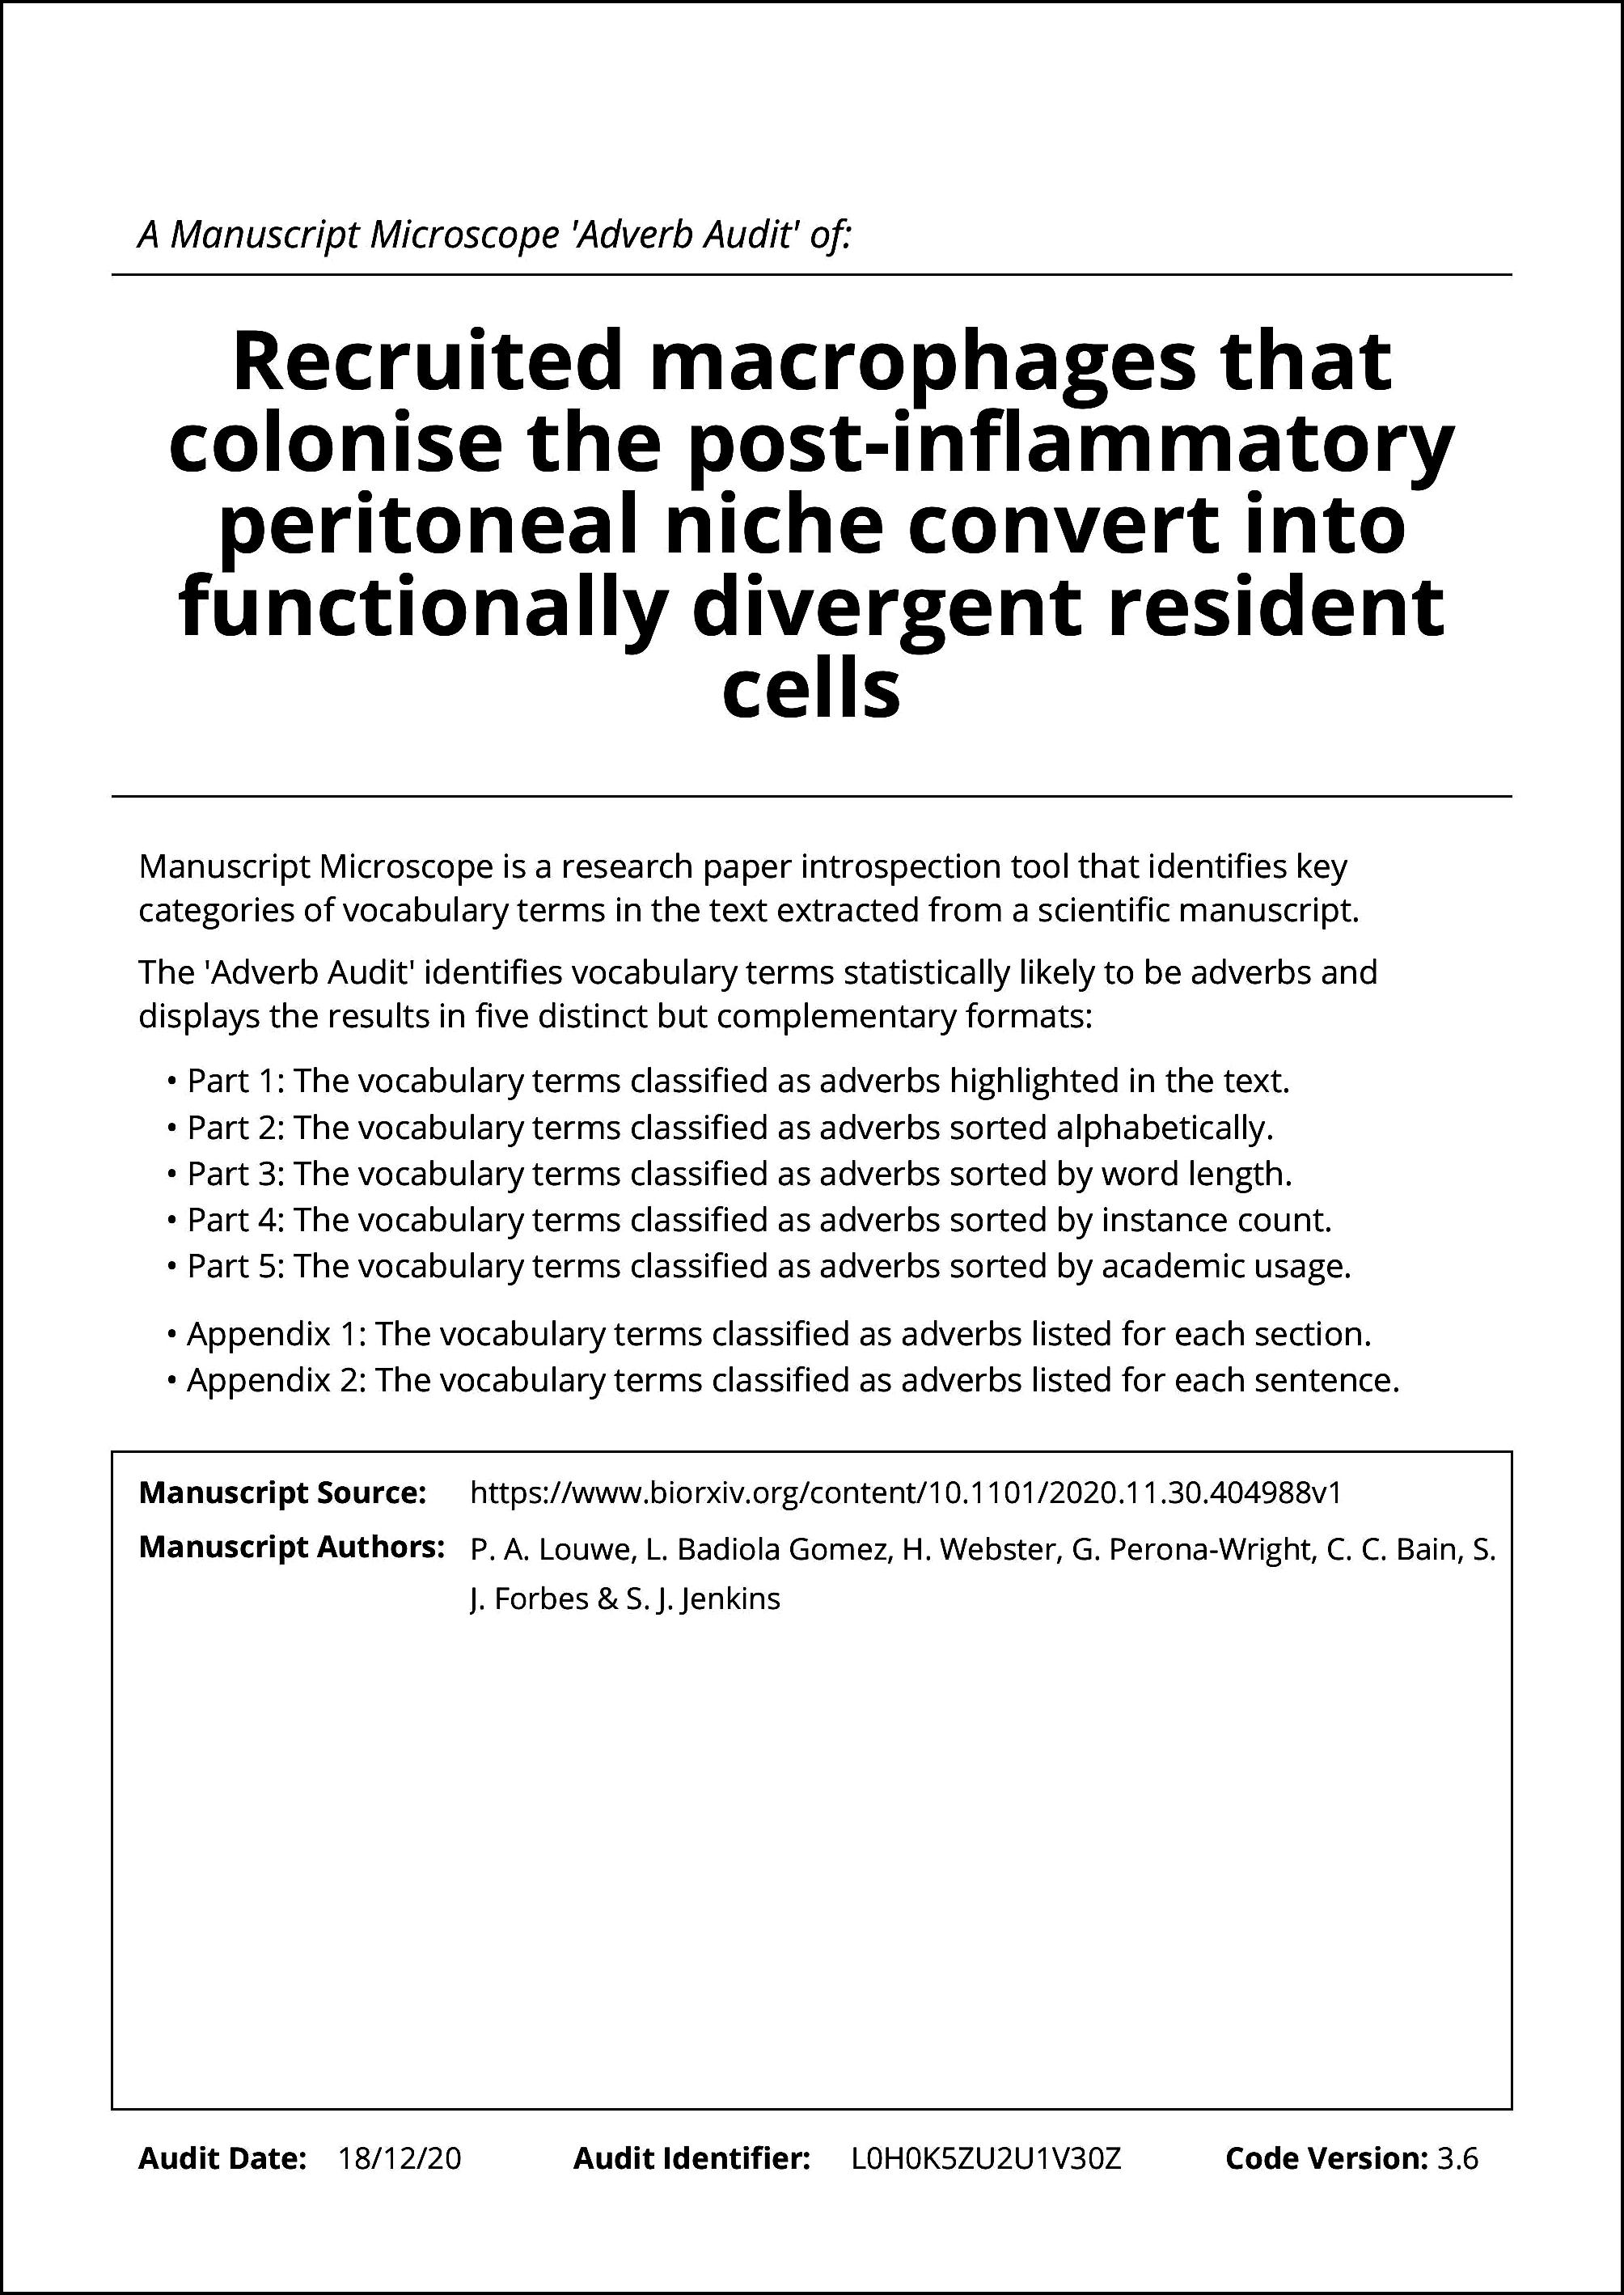 A Manuscript Microscope 'Adverb Audit' of:
Recruited macrophages that
colonise the post-inflammatory
peritoneal niche convert into
functionally divergent resident
cells
Manuscript Microscope is a research paper introspection tool that identifies key
categories of vocabulary terms in the text extracted from a scientific manuscript.
The 'Adverb Audit' identifies vocabulary terms statistically likely to be adverbs and
displays the results in five distinct but complementary formats:
• Part 1: The vocabulary terms classified as adverbs highlighted in the text.
• Part 2: The vocabulary terms classified as adverbs sorted alphabetically.
• Part 3: The vocabulary terms classified as adverbs sorted by word length.
• Part 4: The vocabulary terms classified as adverbs sorted by instance count.
• Part 5: The vocabulary terms classified as adverbs sorted by academic usage.
• Appendix 1: The vocabulary terms classified as adverbs listed for each section.
• Appendix 2: The vocabulary terms classified as adverbs listed for each sentence.
Manuscript Source: https://www.biorxiv.org/content/10.1101/2020.11.30.404988v1
Manuscript Authors: P. A. Louwe, L. Badiola Gomez, H. Webster, G. Perona-Wright, C. C. Bain, S.
J. Forbes & S. J. Jenkins
Audit Date: 18/12/20 Audit Identifier: L0H0K5ZU2U1V30Z Code Version: 3.6